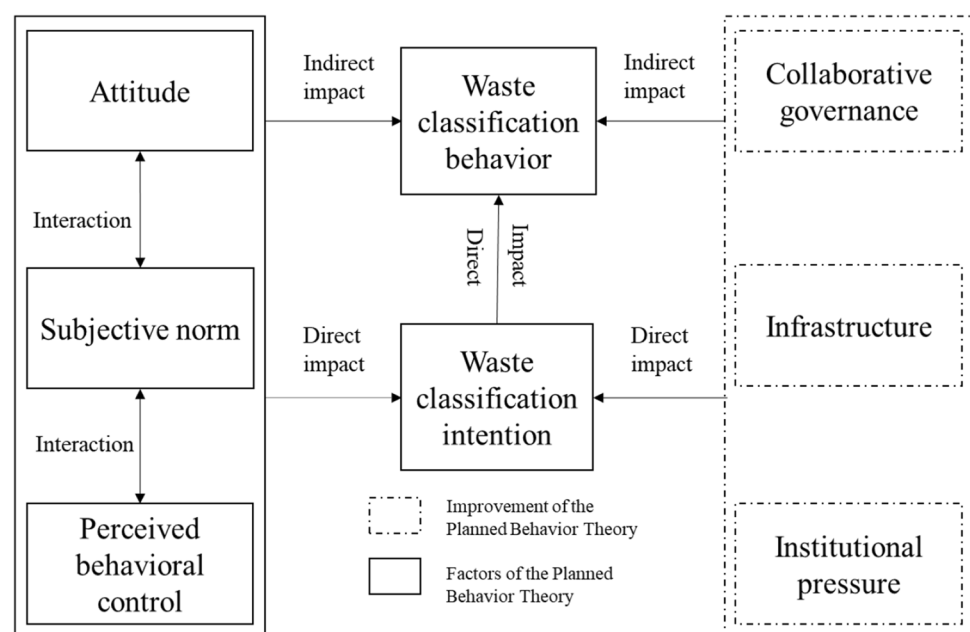 Attitude
Interaction
Subjective norm
Interaction
Perceived
behavioral
control
Indirect
impact
Waste
classification
behavior
Indirect
impact
Direct
Impact
Direct
impact
Waste
classification
intention
Direct
impact
Collaborative
governance
Infrastructure
Institutional
pressure
Improvement of the
Planned Behavior Theory
Factors of the Planned
Behavior Theory